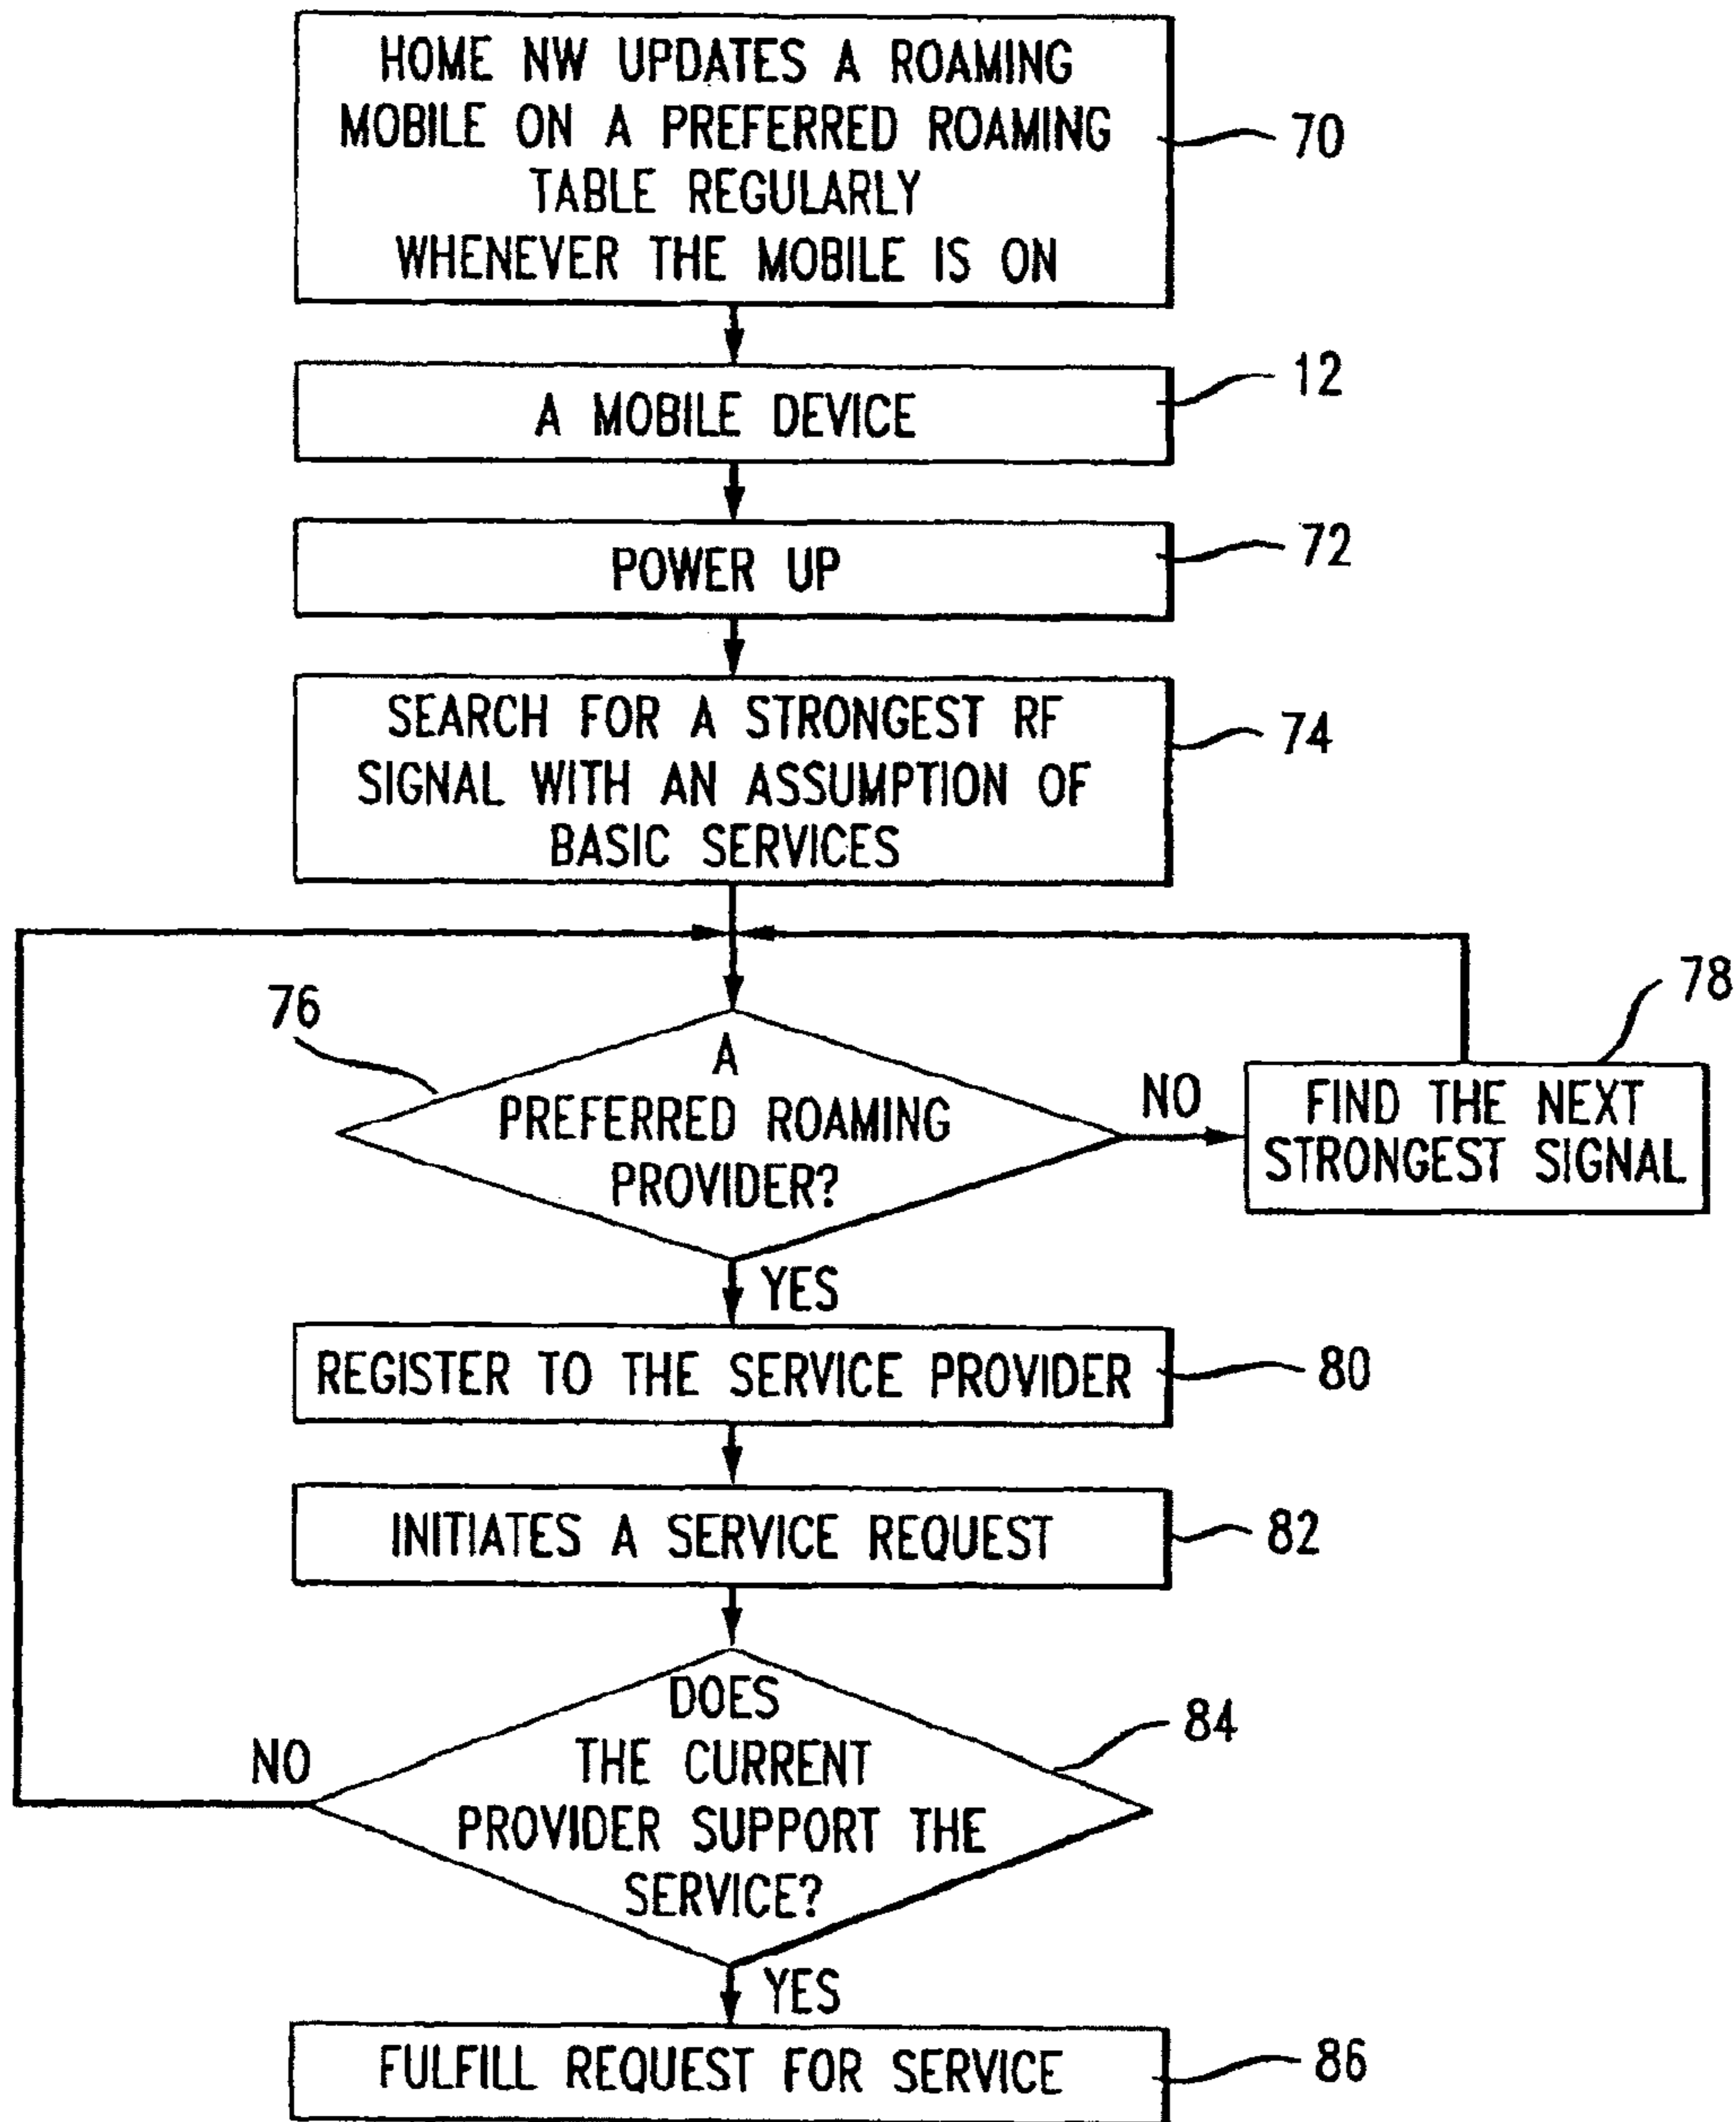 HOME NW UPDATES A ROAMING
MOBILE ON A PREFERRED ROAMING
TABLE REGULARLY
WHENEVER THE MOBILE IS ON
70
A MOBILE DEVICE
12
POWER UP
72
SEARCH FOR A STRONGEST RF
SIGNAL WITH AN ASSUMPTION OF
BASIC SERVICES
74
76
A
PREFERRED ROAMING
PROVIDER?
NO
78
FIND THE NEXT
STRONGEST SIGNAL
YES
REGISTER TO THE SERVICE PROVIDER
80
INITIATES A SERVICE REQUEST
82
DOES
THE CURRENT
PROVIDER SUPPORT THE
SERVICE?
84
NO
YES
FULFILL REQUEST FOR SERVICE
86